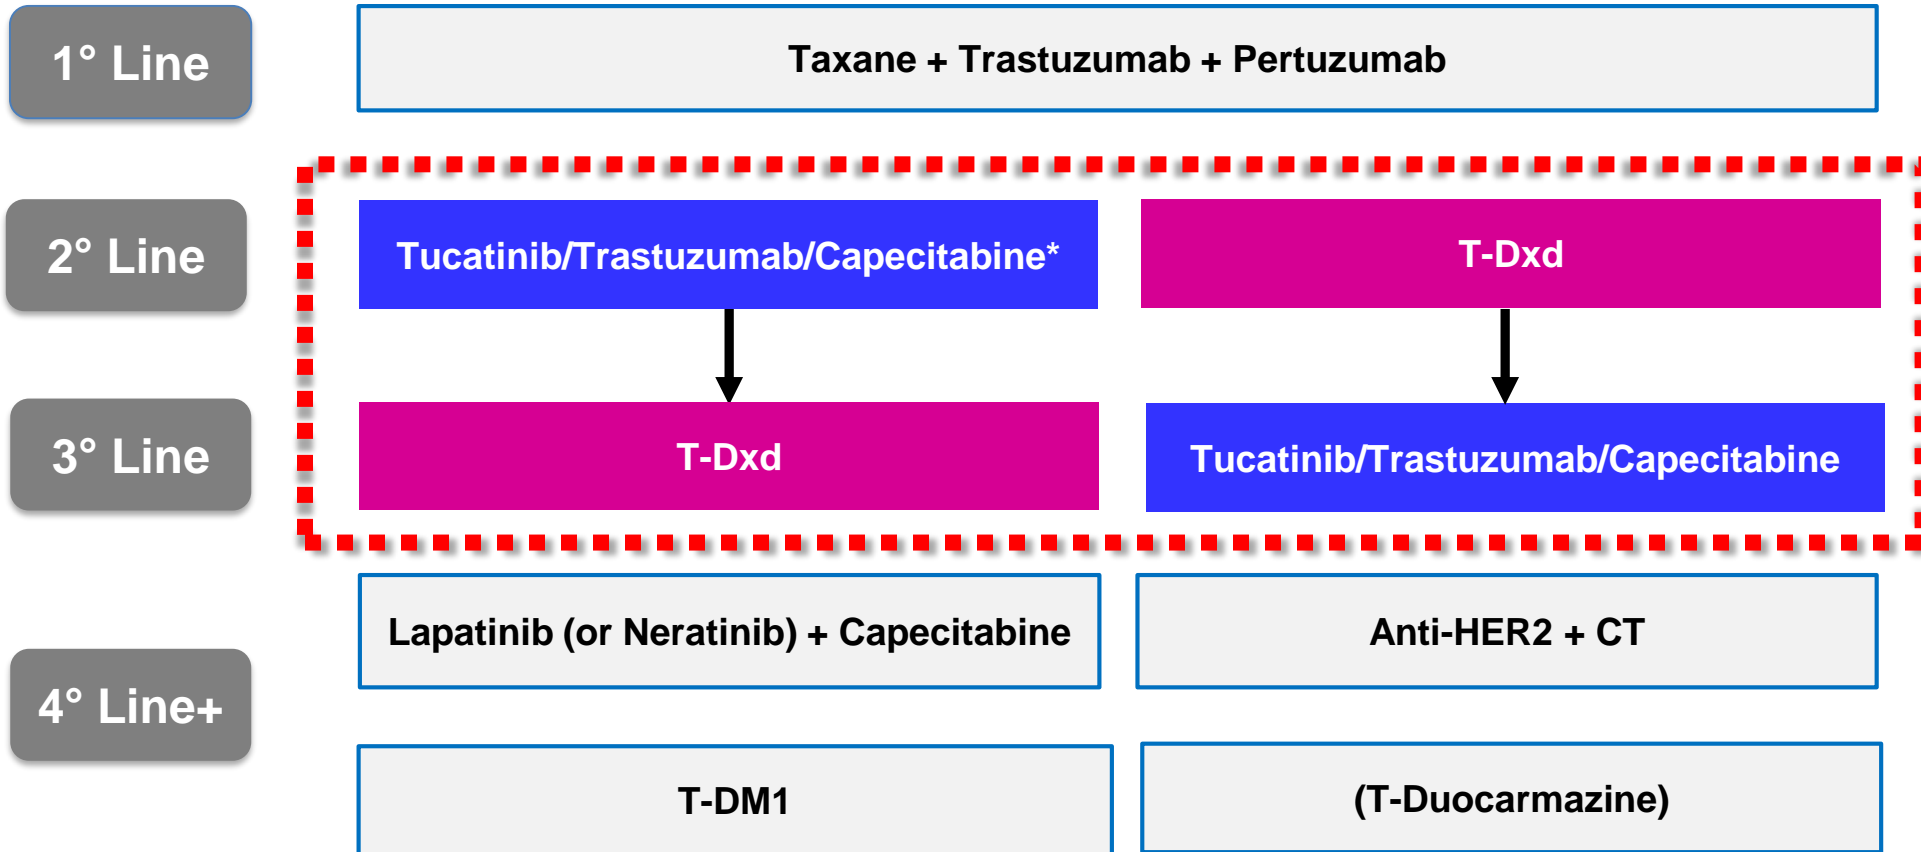 1° Line
Taxane + Trastuzumab + Pertuzumab
2° Line
Tucatinib/Trastuzumab/Capecitabine*
T-Dxd
3° Line
T-Dxd
Tucatinib/Trastuzumab/Capecitabine
4° Line+
Lapatinib (or Neratinib) + Capecitabine
Anti-HER2 + CT
T-DM1
(T-Duocarmazine)